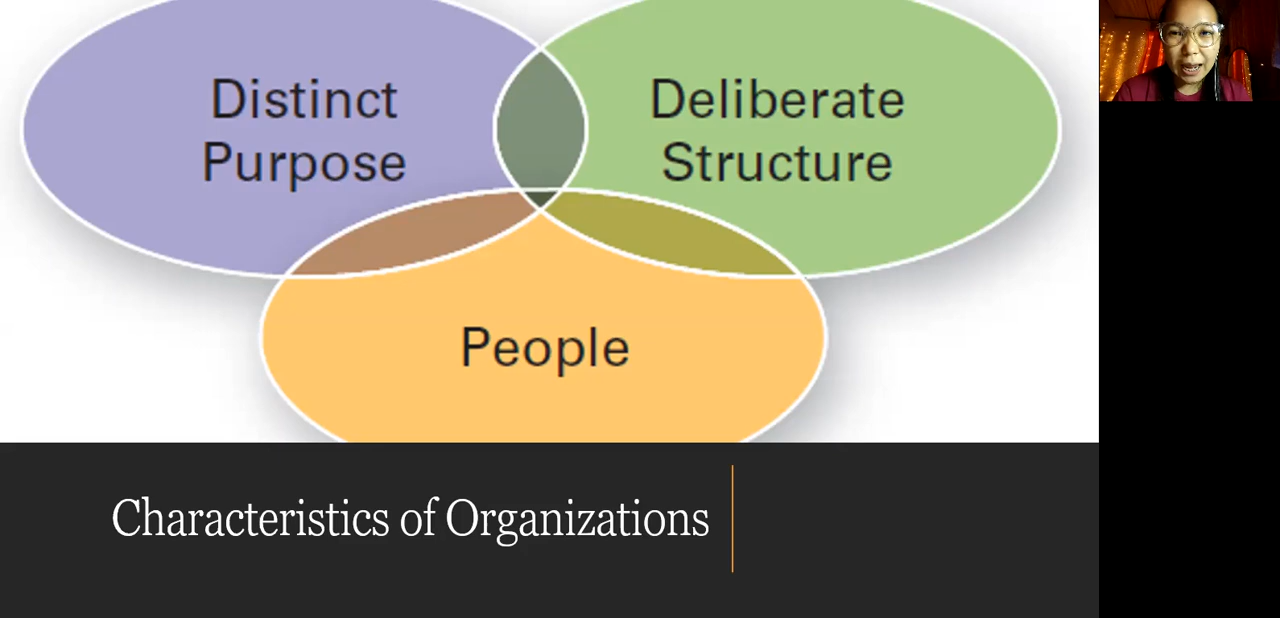 Distinct
Purpose
Deliberate
Structure
People
Characteristics of Organizations